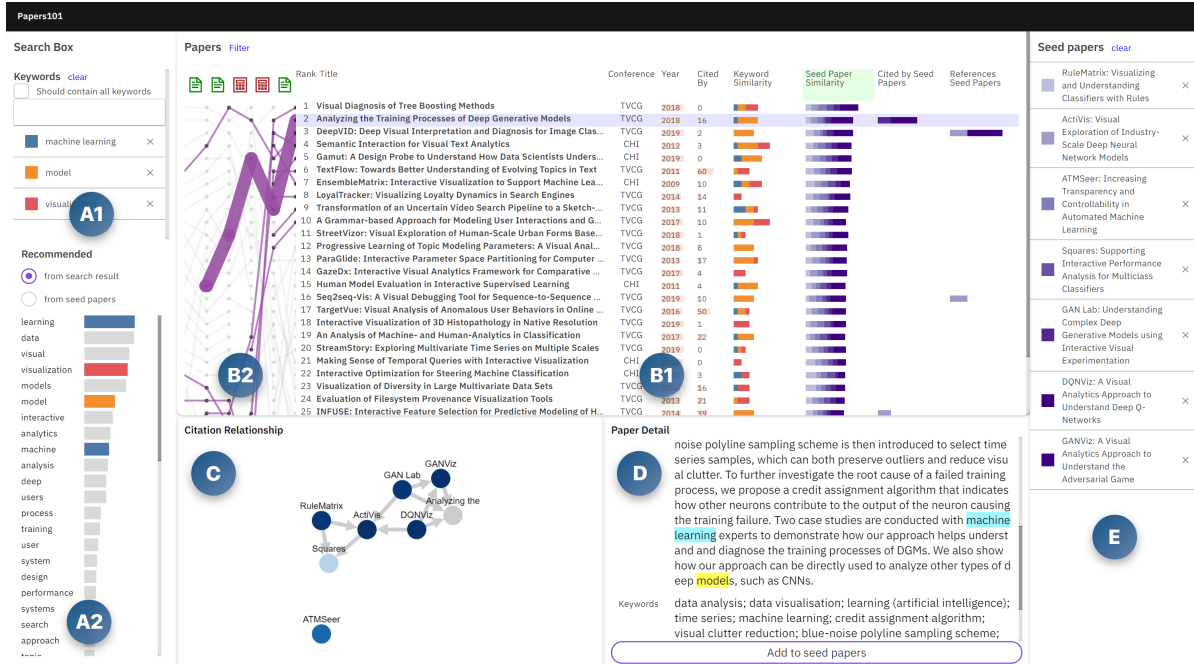 Papers101
Search Box
Keywords clear
Should contain all keywords
machine learning ×
model ×
A1
Recommended
from search result
from seed papers
learning
data
visual
visualization
models
model
interactive
analytics
machine
analysis
deep
users
process
training
user
system
design
performance
systems
search
approach
A2
Papers Filter
Rank Title Conference Year Cited By Keyword Similarity Seed Paper Similarity Cited by Seed Papers References Seed Papers
1 Visual Diagnosis of Tree Boosting Methods TVCG 2018 0
2 Analyzing the Training Processes of Deep Generative Models TVCG 2018 16
3 DeepVID: Deep Visual Interpretation and Diagnosis for Image Clas... TVCG 2019 2
4 Semantic Interaction for Visual Text Analytics CHI 2012 3
5 Gamut: A Design Probe to Understand How Data Scientists Unders... CHI 2019 0
6 TextFlow: Towards Better Understanding of Evolving Topics in Text TVCG 2011 60
7 EnsembleMatrix: Interactive Visualization to Support Machine Lea... CHI 2009 10
8 LoyalTracker: Visualizing Loyalty Dynamics in Search Engines TVCG 2014 14
9 Transformation of an Uncertain Video Search Pipeline to a Sketch-... TVCG 2013 11
10 A Grammar-based Approach for Modeling User Interactions and G... TVCG 2017 10
11 StreetVizor: Visual Exploration of Human-Scale Urban Forms Base... TVCG 2018 4
12 Progressive Learning of Topic Modeling Parameters: A Visual Anal... TVCG 2018 8
13 ParaGlide: Interactive Parameter Space Partitioning for Computer ... TVCG 2013 17
14 GazeDx: Interactive Visual Analytics Framework for Comparative ... TVCG 2017 4
15 Human Model Evaluation in Interactive Supervised Learning CHI 2011 4
16 Seq2seq-Vis: A Visual Debugging Tool for Sequence-to-Sequence ... TVCG 2019 10
17 TargetVue: Visual Analysis of Anomalous User Behaviors in Online ... TVCG 2016 50
18 Interactive Visualization of 3D Histopathology in Native Resolution TVCG 2019 1
19 An Analysis of Machine- and Human-Analytics in Classification TVCG 2017 22
20 StreamStory: Exploring Multivariate Time Series on Multiple Scales TVCG 2019 0
21 Making Sense of Temporal Queries with Interactive Visualization CHI 0
22 Interactive Optimization for Steering Machine Classification CHI 3
23 Visualization of Diversity in Large Multivariate Data Sets 16
24 Evaluation of Filesystem Provenance Visualization Tools TVCG 2013 21
25 INFUSE: Interactive Feature Selection for Predictive Modeling of H... TVCG 2014 39
B2
B1
Citation Relationship
C
GANViz
GAN Lab
Analyzing the
RuleMatrix
ActiVis
DQNViz
Squares
ATMSeer
Paper Detail
D
noise polyline sampling scheme is then introduced to select time
series samples, which can both preserve outliers and reduce visu
al clutter. To further investigate the root cause of a failed training
process, we propose a credit assignment algorithm that indicates
how other neurons contribute to the output of the neuron causing
the training failure. Two case studies are conducted with machine
learning experts to demonstrate how our approach helps underst
and and diagnose the training processes of DGMs. We also show
how our approach can be directly used to analyze other types of d
eep models, such as CNNs.
Keywords data analysis; data visualisation; learning (artificial intelligence);
time series; machine learning; credit assignment algorithm;
visual clutter reduction; blue-noise polyline sampling scheme;
Add to seed papers
Seed papers clear
RuleMatrix: Visualizing
and Understanding ×
Classifiers with Rules
ActiVis: Visual
Exploration of Industry- ×
Scale Deep Neural
Network Models
ATMSeer: Increasing
Transparency and
Controllability in ×
Automated Machine
Learning
Squares: Supporting
Interactive Performance ×
Analysis for Multiclass
Classifiers
GAN Lab: Understanding
Complex Deep
Generative Models using ×
Interactive Visual
Experimentation
DQNViz: A Visual
Analytics Approach to ×
Understand Deep Q-
Networks
GANViz: A Visual
Analytics Approach to ×
Understand the
Adversarial Game
E